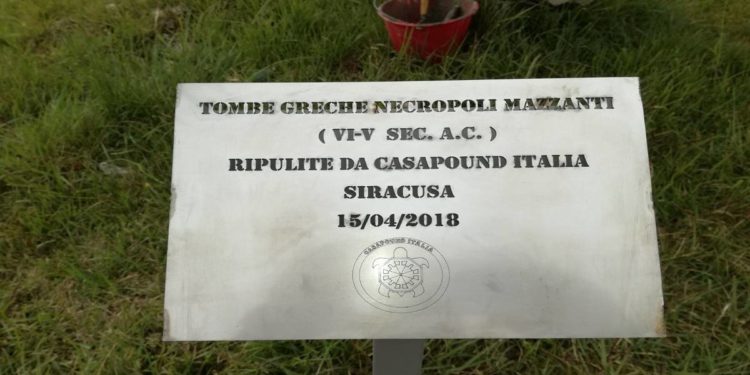 TOMBE GRECHE NECROPOLI MAZZANTI
( VI-V SEC. A.C. )
RIPULITE DA CASAPOUND ITALIA
SIRACUSA
15/04/2018
CASAPOUND ITALIA